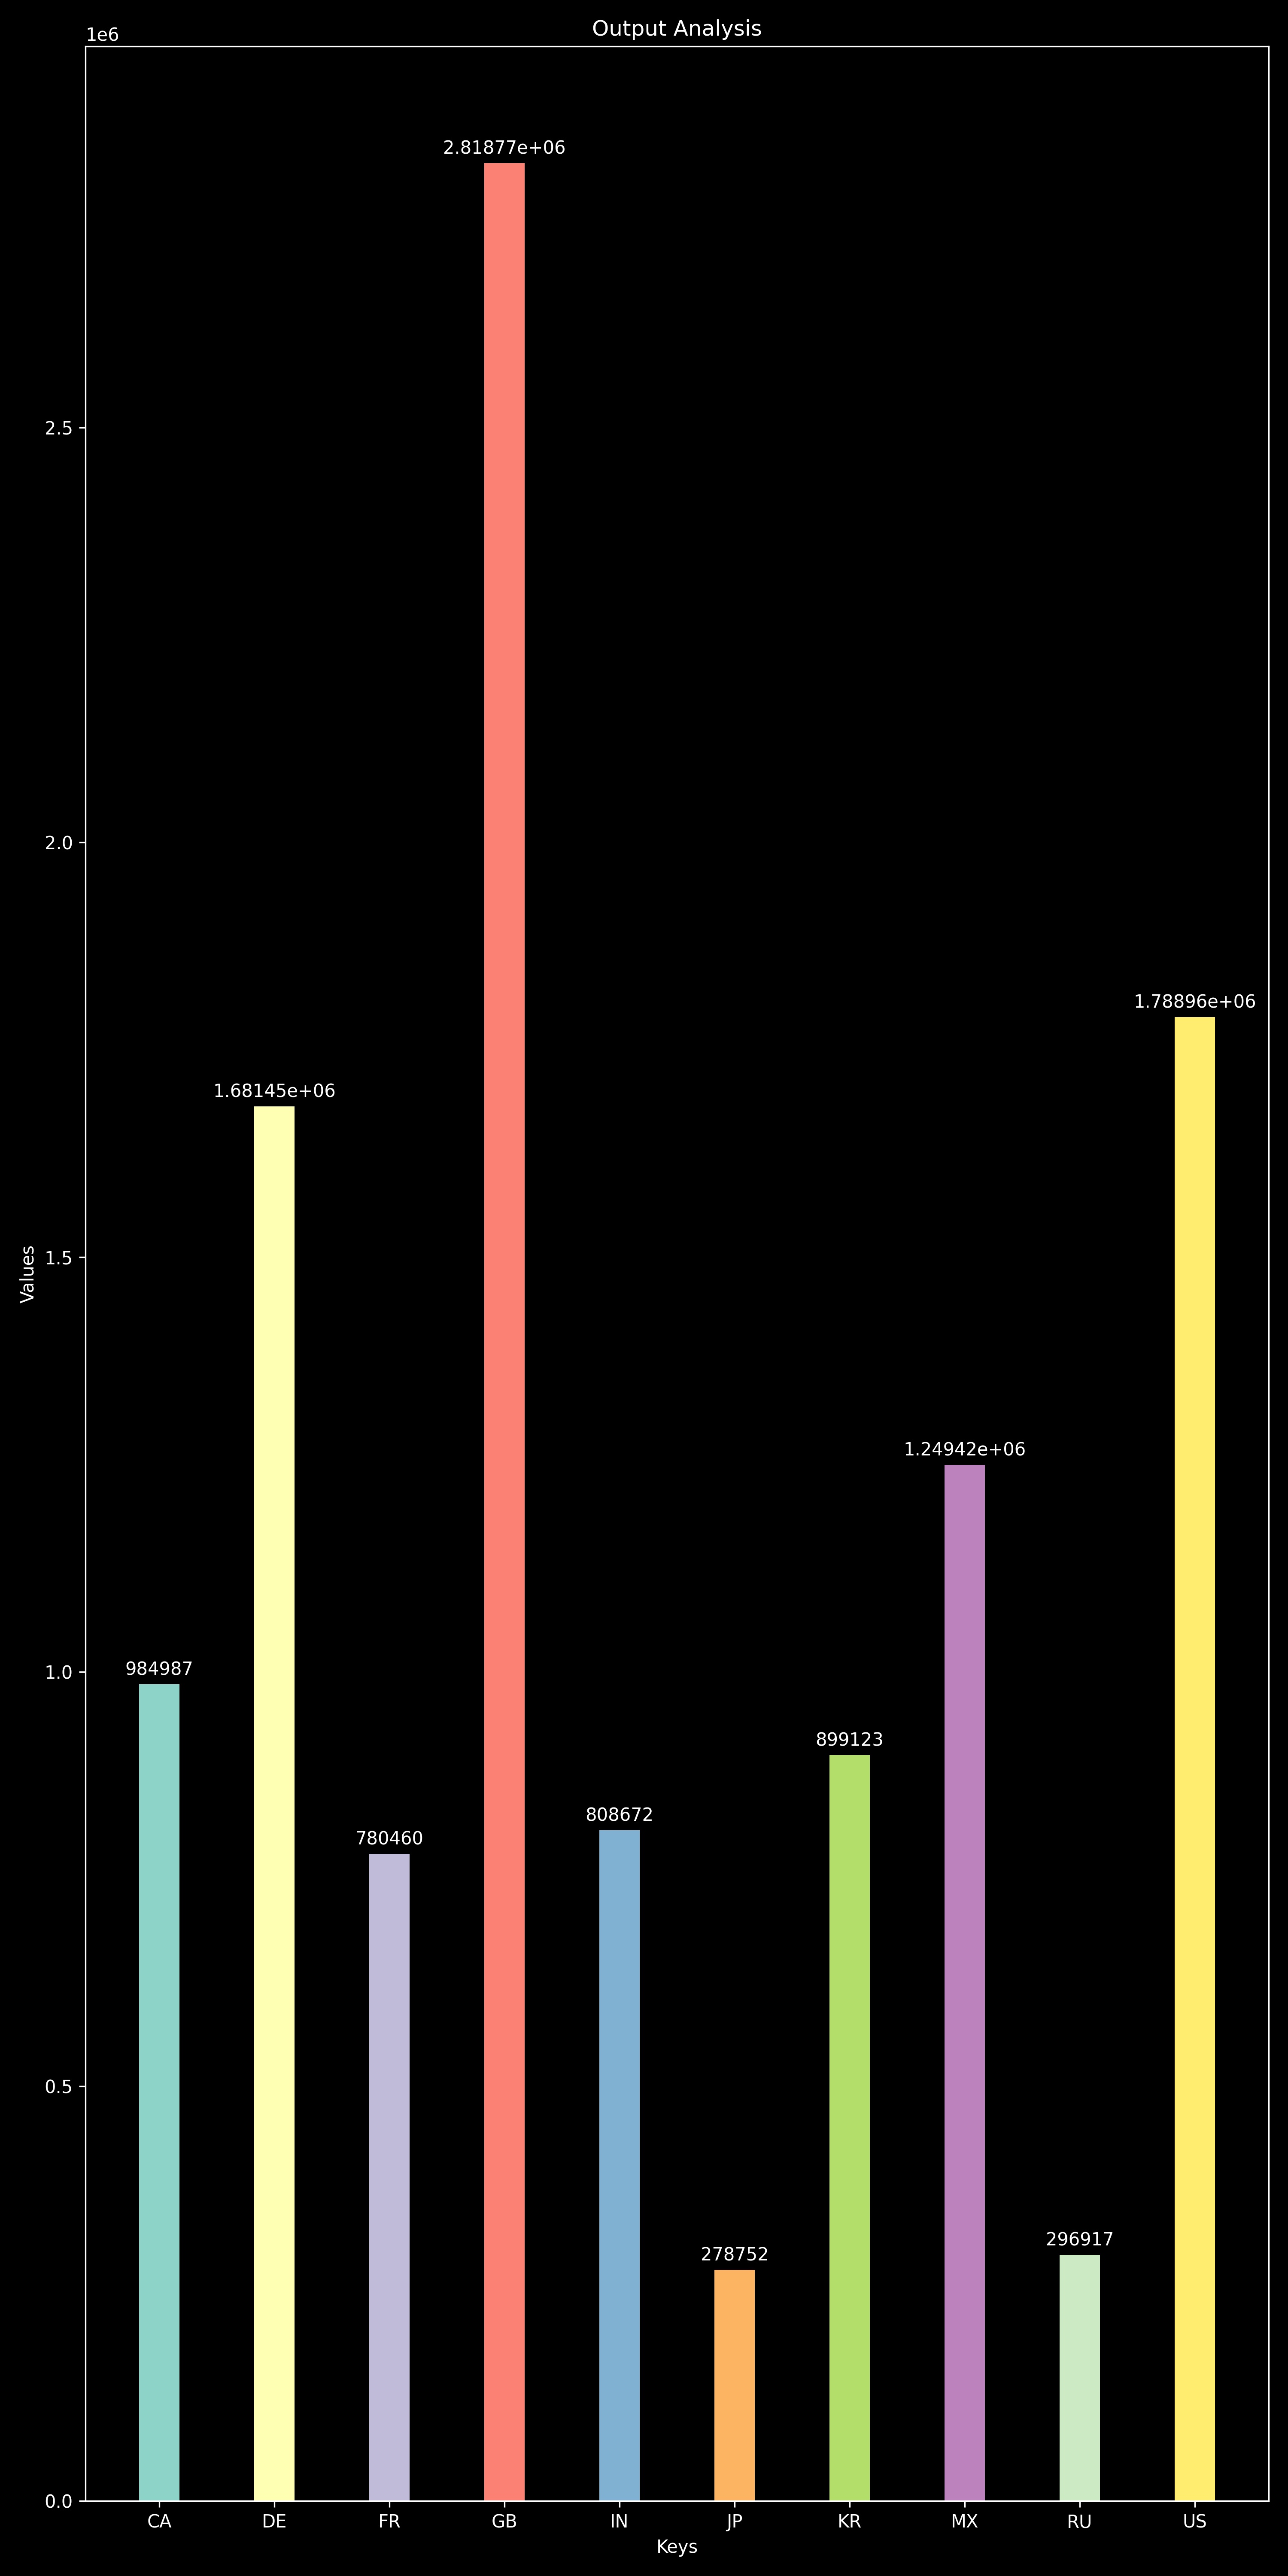 Output Analysis
1e6
2.81877e+06
2.5
2.0
1.78896e+06
1.68145e+06
Values
1.5
1.24942e+06
1.0
984987
899123
808672
780460
0.5
296917
278752
0.0
CA DE FR GB IN JP KR MX RU US
Keys